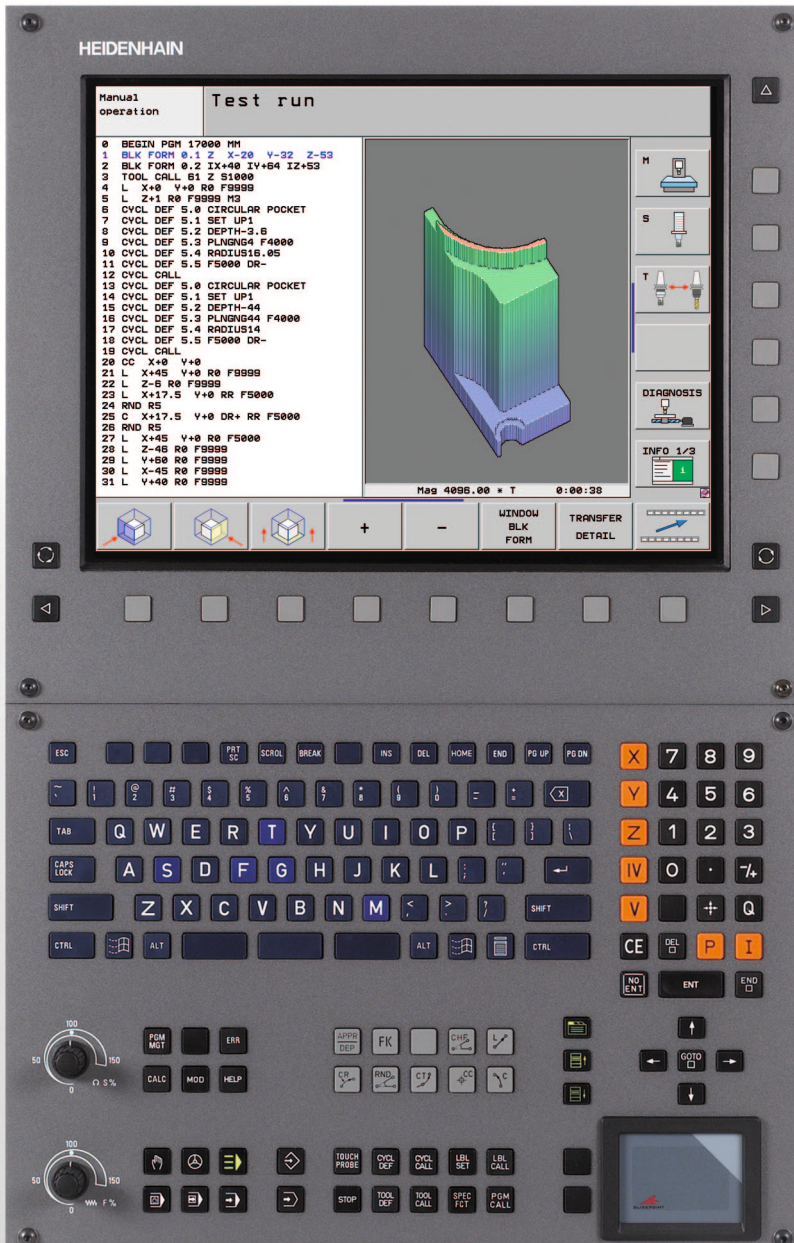 HEIDENHAIN
Manual operation
Test run
0 BEGIN PGM 17000 MM
1 BLK FORM 0.1 Z X-20 Y-32 Z-53
2 BLK FORM 0.2 IX+40 IY+64 IZ+53
3 TOOL CALL 61 Z S1000
4 L X+0 Y+0 R0 F9999
5 L Z+1 R0 F9999 M3
6 CYCL DEF 5.0 CIRCULAR POCKET
7 CYCL DEF 5.1 SET UP1
8 CYCL DEF 5.2 DEPTH-3.6
9 CYCL DEF 5.3 PLNGNG4 F4000
10 CYCL DEF 5.4 RADIUS16.05
11 CYCL DEF 5.5 F5000 DR-
12 CYCL CALL
13 CYCL DEF 5.0 CIRCULAR POCKET
14 CYCL DEF 5.1 SET UP1
15 CYCL DEF 5.2 DEPTH-44
16 CYCL DEF 5.3 PLNGNG44 F4000
17 CYCL DEF 5.4 RADIUS14
18 CYCL DEF 5.5 F5000 DR-
19 CYCL CALL
20 CC X+0 Y+0
21 L X+45 Y+0 R0 F9999
22 L Z-6 R0 F9999
23 L X+17.5 Y+0 RR F5000
24 RND R5
25 C X+17.5 Y+0 DR+ RR F5000
26 RND R5
27 L X+45 Y+0 R0 F5000
28 L Z-46 R0 F9999
29 L Y+60 R0 F9999
30 L X-45 R0 F9999
31 L Y+40 R0 F9999
Mag 4096.00 * T 0:00:38
M
S
T
DIAGNOSIS
INFO 1/3
+ - WINDOW BLK FORM TRANSFER DETAIL
ESC PRT SC SCROL BREAK INS DEL HOME END PG UP PG DN
X 7 8 9
~ ` ! 1 @ 2 # 3 $ 4 % 5 ^ 6 & 7 * 8 ( 9 ) 0 _ - + =
Y 4 5 6
TAB Q W E R T Y U I O P { [ } ] | \
Z 1 2 3
CAPS LOCK A S D F G H J K L : ; " '
IV 0 . -/+
SHIFT Z X C V B N M < , > . ? / SHIFT
V Q
CTRL ALT ALT CTRL
CE DEL P I
NO ENT ENT END
100
50 150
0 S %
PGM MGT ERR
APPR DEP FK CHF L
GOTO
CALC MOD HELP
CR RND CT CC C
100
50 150
0 F %
TOUCH PROBE CYCL DEF CYCL CALL LBL SET LBL CALL
STOP TOOL DEF TOOL CALL SPEC FCT PGM CALL